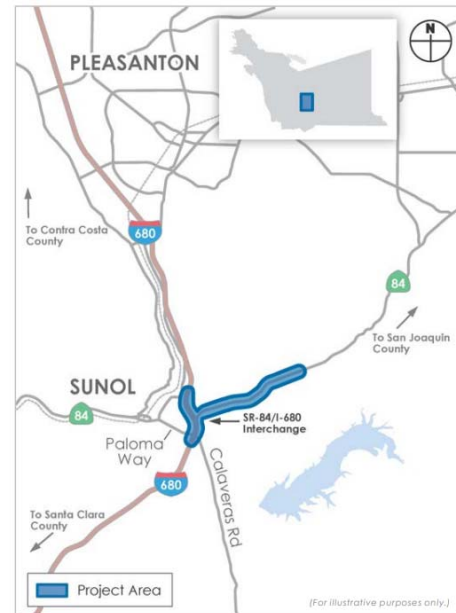 PLEASANTON
N
To Contra Costa
County
680
84
To San Joaquin
County
SUNOL
84
SR-84/I-680
Interchange
Paloma
Way
Calaveras Rd
680
To Santa Clara
County
Project Area
(For illustrative purposes only.)